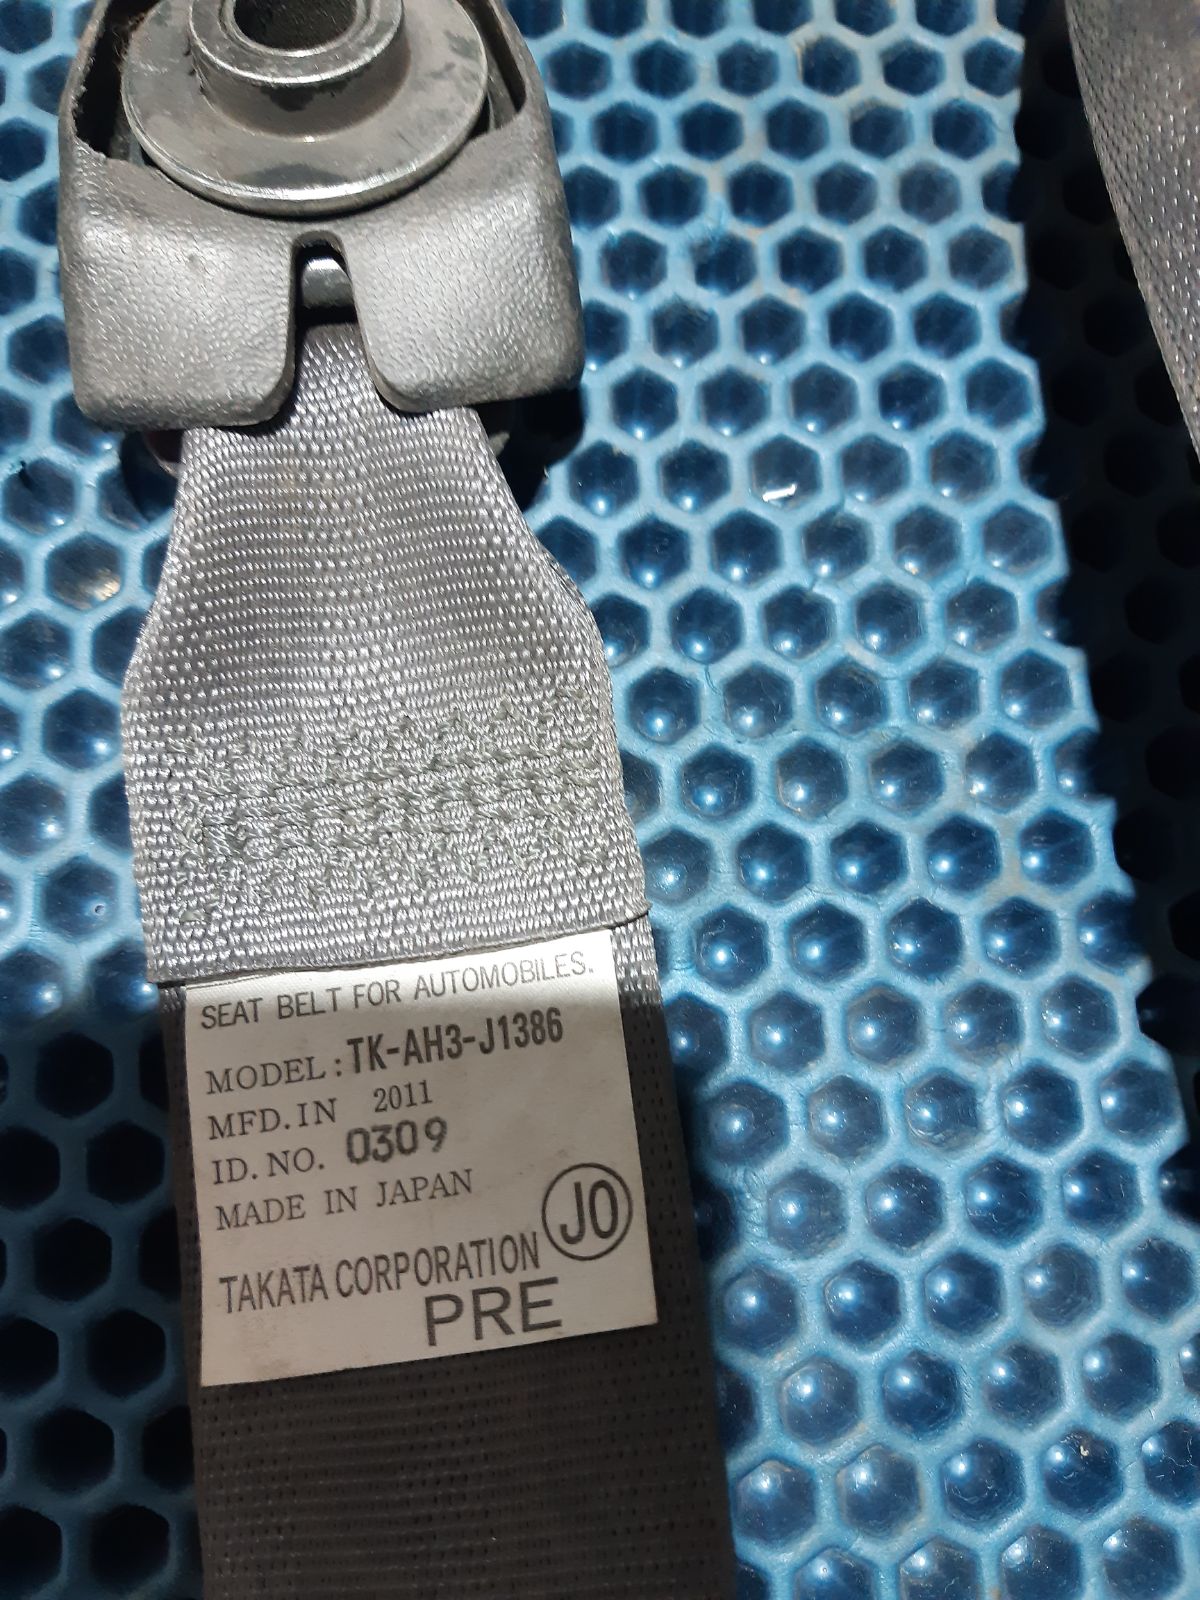 SEAT BELT FOR AUTOMOBILES.
MODEL : TK-AH3-J1386
MFD. IN 2011
ID. NO. 0309
MADE IN JAPAN
JO
TAKATA CORPORATION
PRE